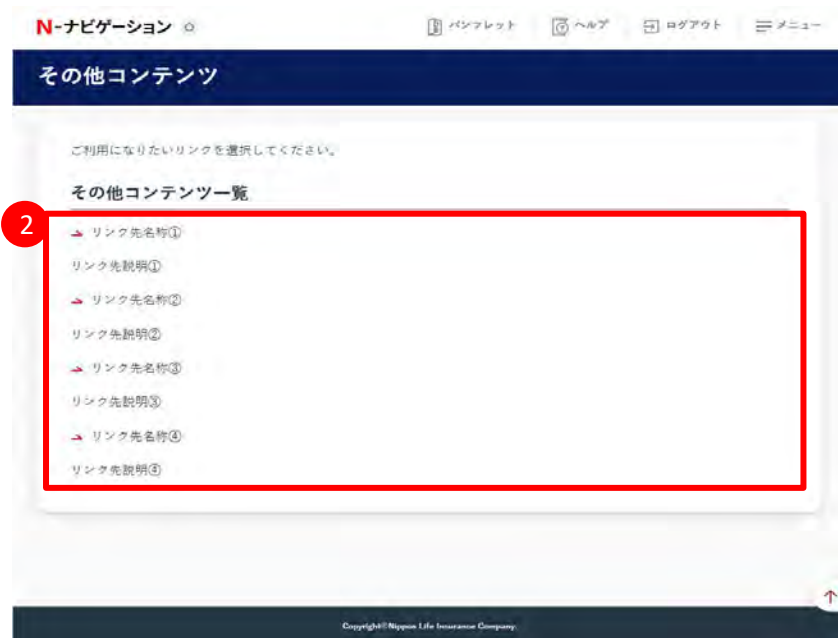 N-ナビゲーション
パンフレット ヘルプ ログアウト メニュー
その他コンテンツ
ご利用になりたいリンクを選択してください。
その他コンテンツ一覧
2
リンク先名称①
リンク先説明①
リンク先名称②
リンク先説明②
リンク先名称③
リンク先説明③
リンク先名称④
リンク先説明④
Copyright©Nippon Life Insurance Company